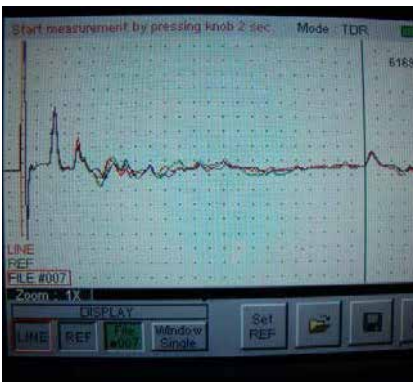 Start measurement by pressing knob 2 sec. Mode : TDR
LINE
REF
FILE #007
Zoom : 1X
DISPLAY
LINE REF File #007 Window Single Set REF